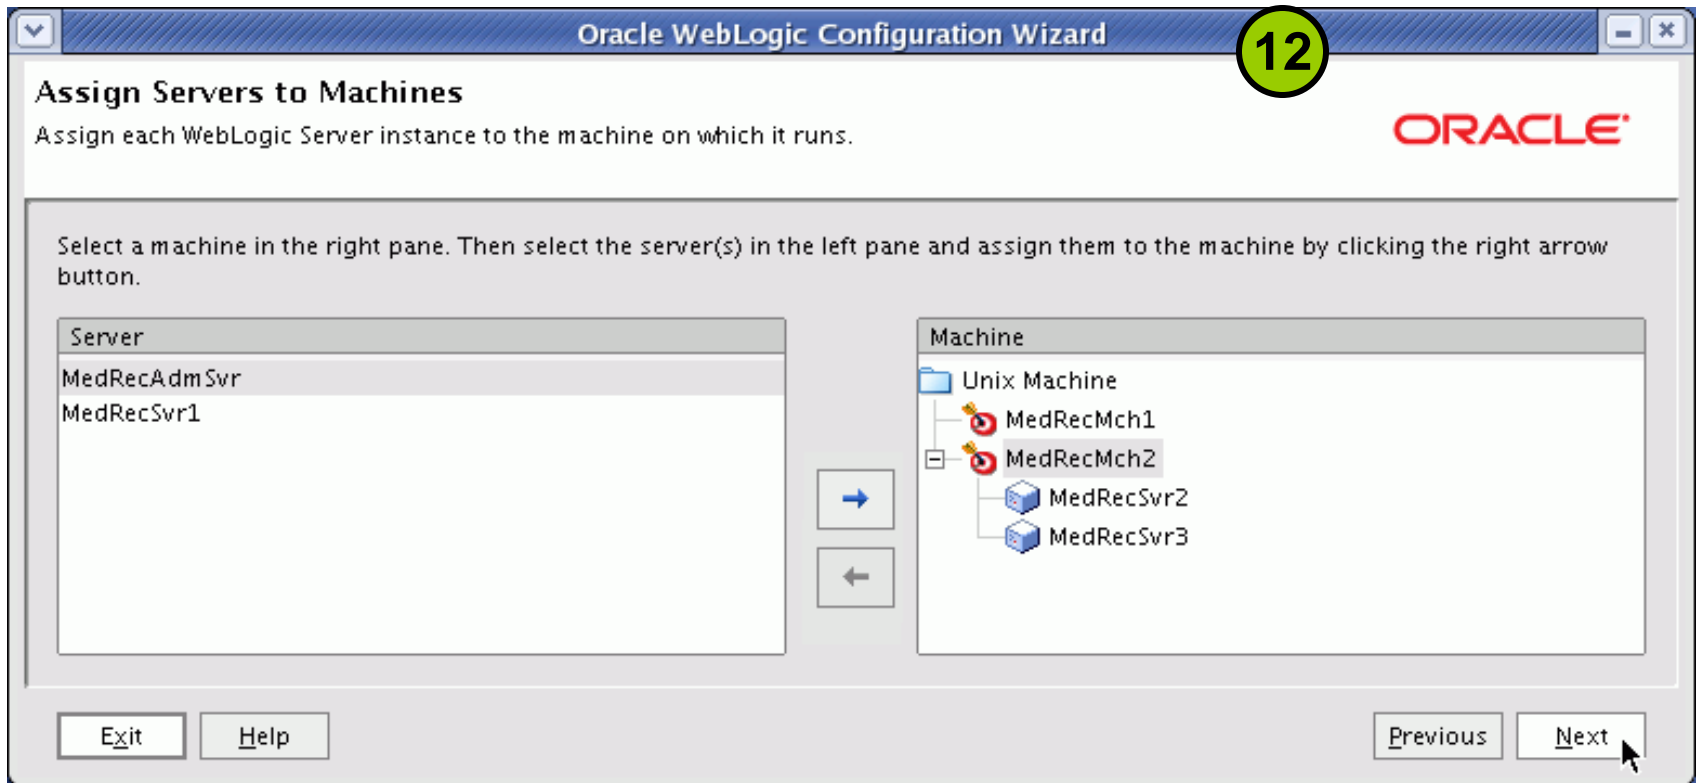 Oracle WebLogic Configuration Wizard
12
Assign Servers to Machines
Assign each WebLogic Server instance to the machine on which it runs.
ORACLE
Select a machine in the right pane. Then select the server(s) in the left pane and assign them to the machine by clicking the right arrow
button.
Server
MedRecAdmSvr
MedRecSvr1
Machine
Unix Machine
MedRecMch1
MedRecMch2
MedRecSvr2
MedRecSvr3
Exit
Help
Previous
Next